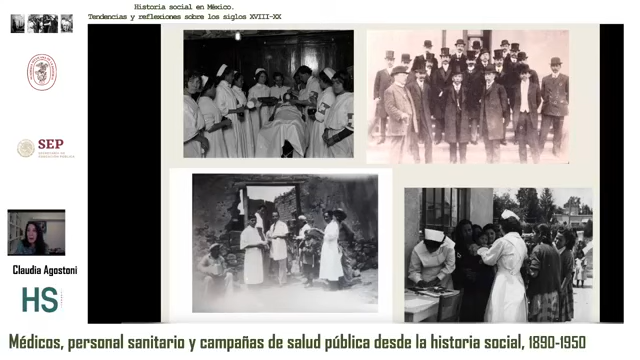 Historia social en México.
Tendencias y reflexiones sobre los siglos XVIII-XX
SEP
Claudia Agostoni
HS
Médicos, personal sanitario y campañas de salud pública desde la historia social, 1890-1950